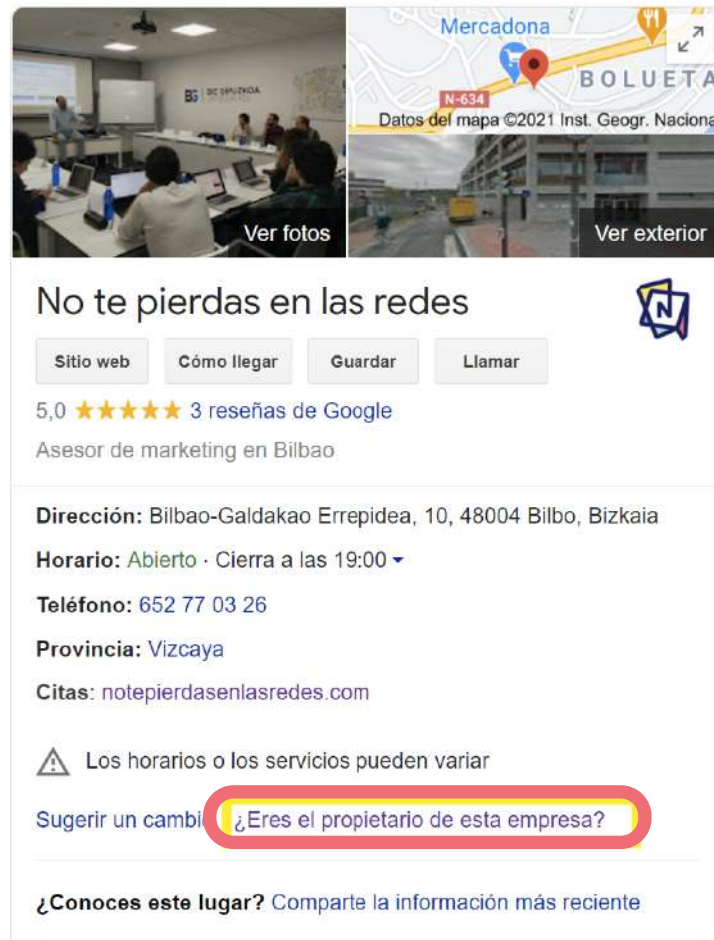 Mercadona
BOLUETA
N-634
Datos del mapa ©2021 Inst. Geogr. Naciona
BIC GIPUZKOA
Ver fotos
Ver exterior
No te pierdas en las redes
N
Sitio web
Cómo llegar
Guardar
Llamar
5,0 3 reseñas de Google
Asesor de marketing en Bilbao
Dirección: Bilbao-Galdakao Errepidea, 10, 48004 Bilbo, Bizkaia
Horario: Abierto · Cierra a las 19:00
Teléfono: 652 77 03 26
Provincia: Vizcaya
Citas: notepierdasenlasredes.com
Los horarios o los servicios pueden variar
Sugerir un cambi ¿Eres el propietario de esta empresa?
¿Conoces este lugar? Comparte la información más reciente